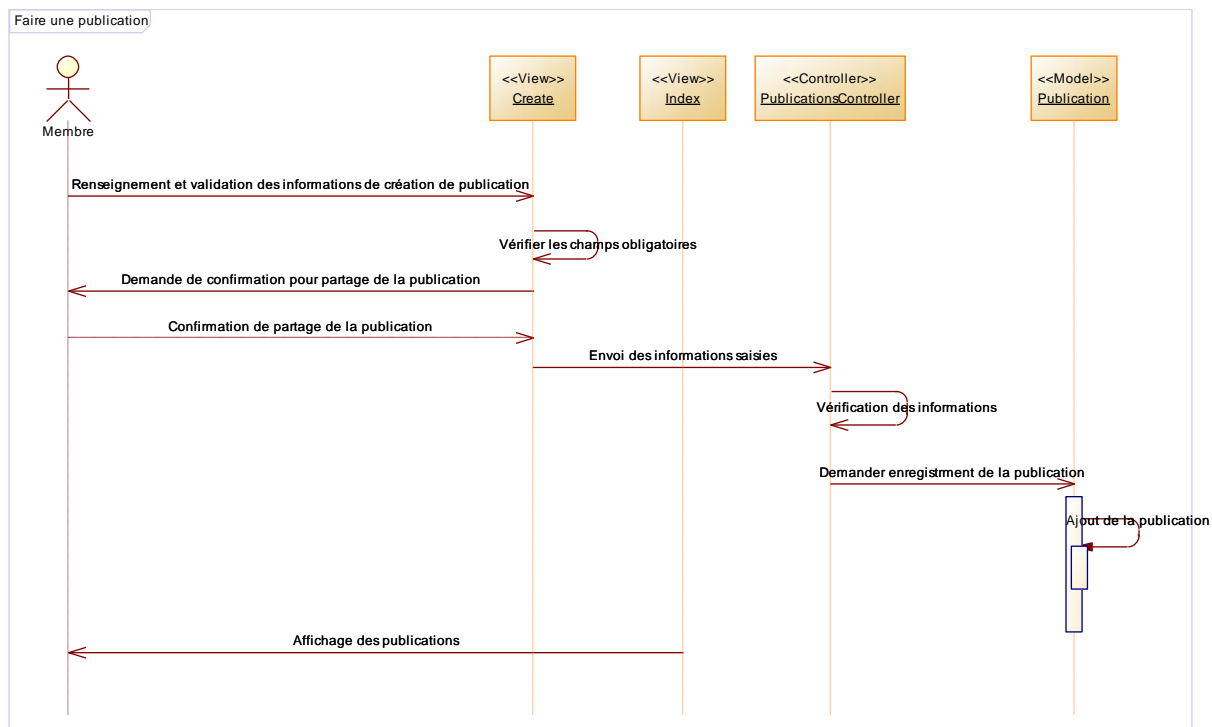 Faire une publication
<<View>>
Create
<<View>>
Index
<<Controller>>
PublicationsController
<<Model>>
Publication
Membre
Renseignement et validation des informations de création de publication
Vérifier les champs obligatoires
Demande de confirmation pour partage de la publication
Confirmation de partage de la publication
Envoi des informations saisies
Vérification des informations
Demander enregistrment de la publication
Ajout de la publication
Affichage des publications